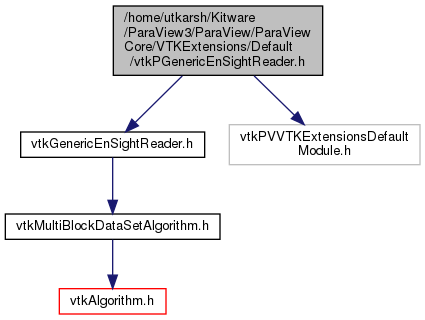 /home/utkarsh/Kitware
/ParaView3/ParaView/ParaView
Core/VTKExtensions/Default
/vtkPGenericEnSightReader.h
vtkGenericEnSightReader.h
vtkPVVTKExtensionsDefault
Module.h
vtkMultiBlockDataSetAlgorithm.h
vtkAlgorithm.h